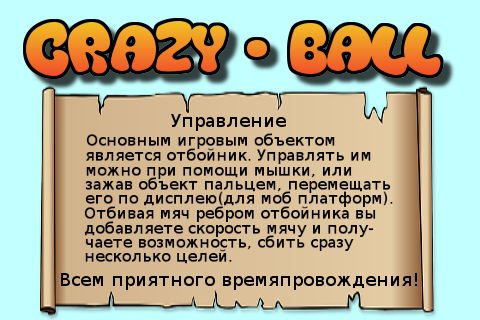 CRAZY - BALL
Управление
Основным игровым объектом
является отбойник. Управлять им
можно при помощи мышки, или
зажав объект пальцем, перемещать
его по дисплею(для моб платформ).
Отбивая мяч ребром отбойника вы
добавляете скорость мячу и полу-
чаете возможность, сбить сразу
несколько целей.
Всем приятного времяпровождения!